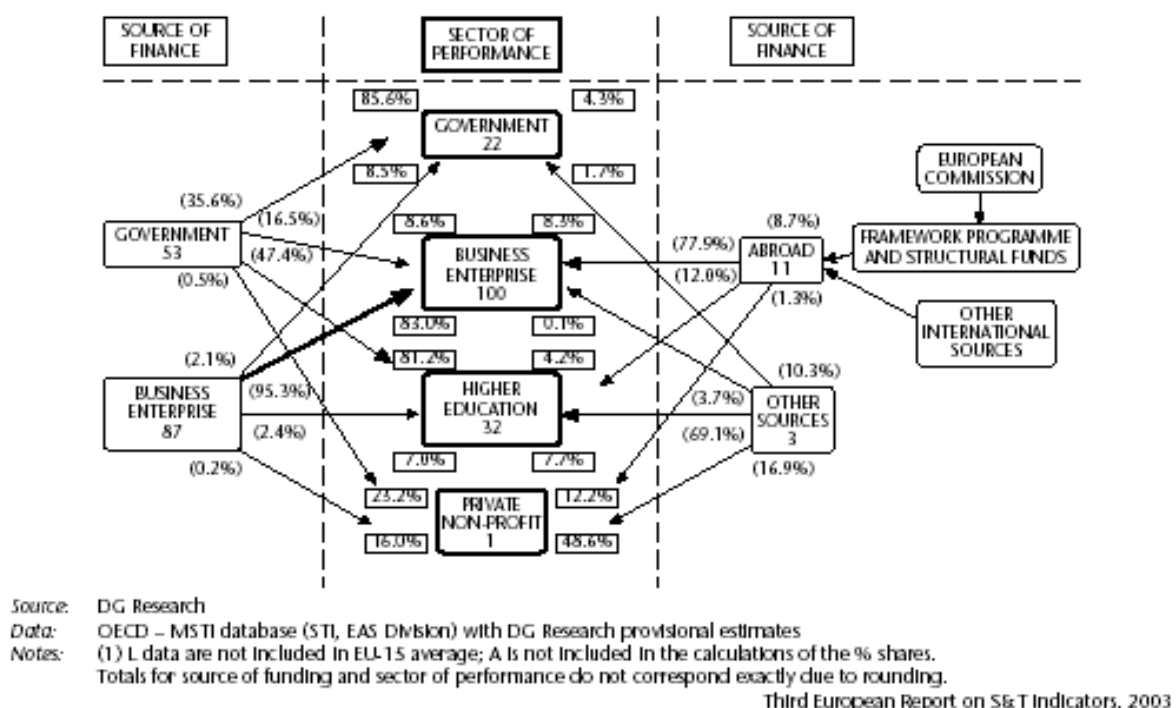 SOURCE OF
FINANCE
SECTOR OF
PERFORMANCE
SOURCE OF
FINANCE
85.6%
4.3%
GOVERNMENT
22
8.5%
1.7%
EUROPEAN
COMMISSION
(35.6%)
(16.5%)
8.6%
8.3%
(8.7%)
GOVERNMENT
53
(47.4%)
BUSINESS
ENTERPRISE
100
(77.9%)
ABROAD
11
FRAMEWORK PROGRAMME
AND STRUCTURAL FUNDS
(0.5%)
(12.0%)
(1.3%)
83.0%
0.1%
OTHER
INTERNATIONAL
SOURCES
(2.1%)
81.2%
4.2%
(10.3%)
BUSINESS
ENTERPRISE
87
(95.3%)
HIGHER
EDUCATION
32
(3.7%)
OTHER
SOURCES
3
(2.4%)
(69.1%)
(0.2%)
7.0%
7.7%
(16.9%)
23.2%
12.2%
PRIVATE
NON-PROFIT
1
16.0%
48.6%
Source: DG Research
Data: OECD – MSTI database (STI, EAS Division) with DG Research provisional estimates
Notes: (1) L data are not included in EU-15 average; A is not included in the calculations of the % shares.
Totals for source of funding and sector of performance do not correspond exactly due to rounding.
Third European Report on S&T Indicators, 2003